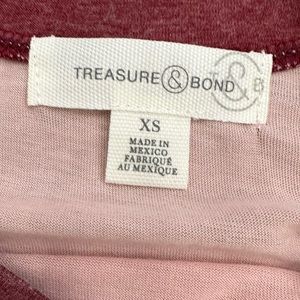 TREASURE & BOND
T & B
XS
MADE IN
MEXICO
FABRIQUÉ
AU MEXIQUE